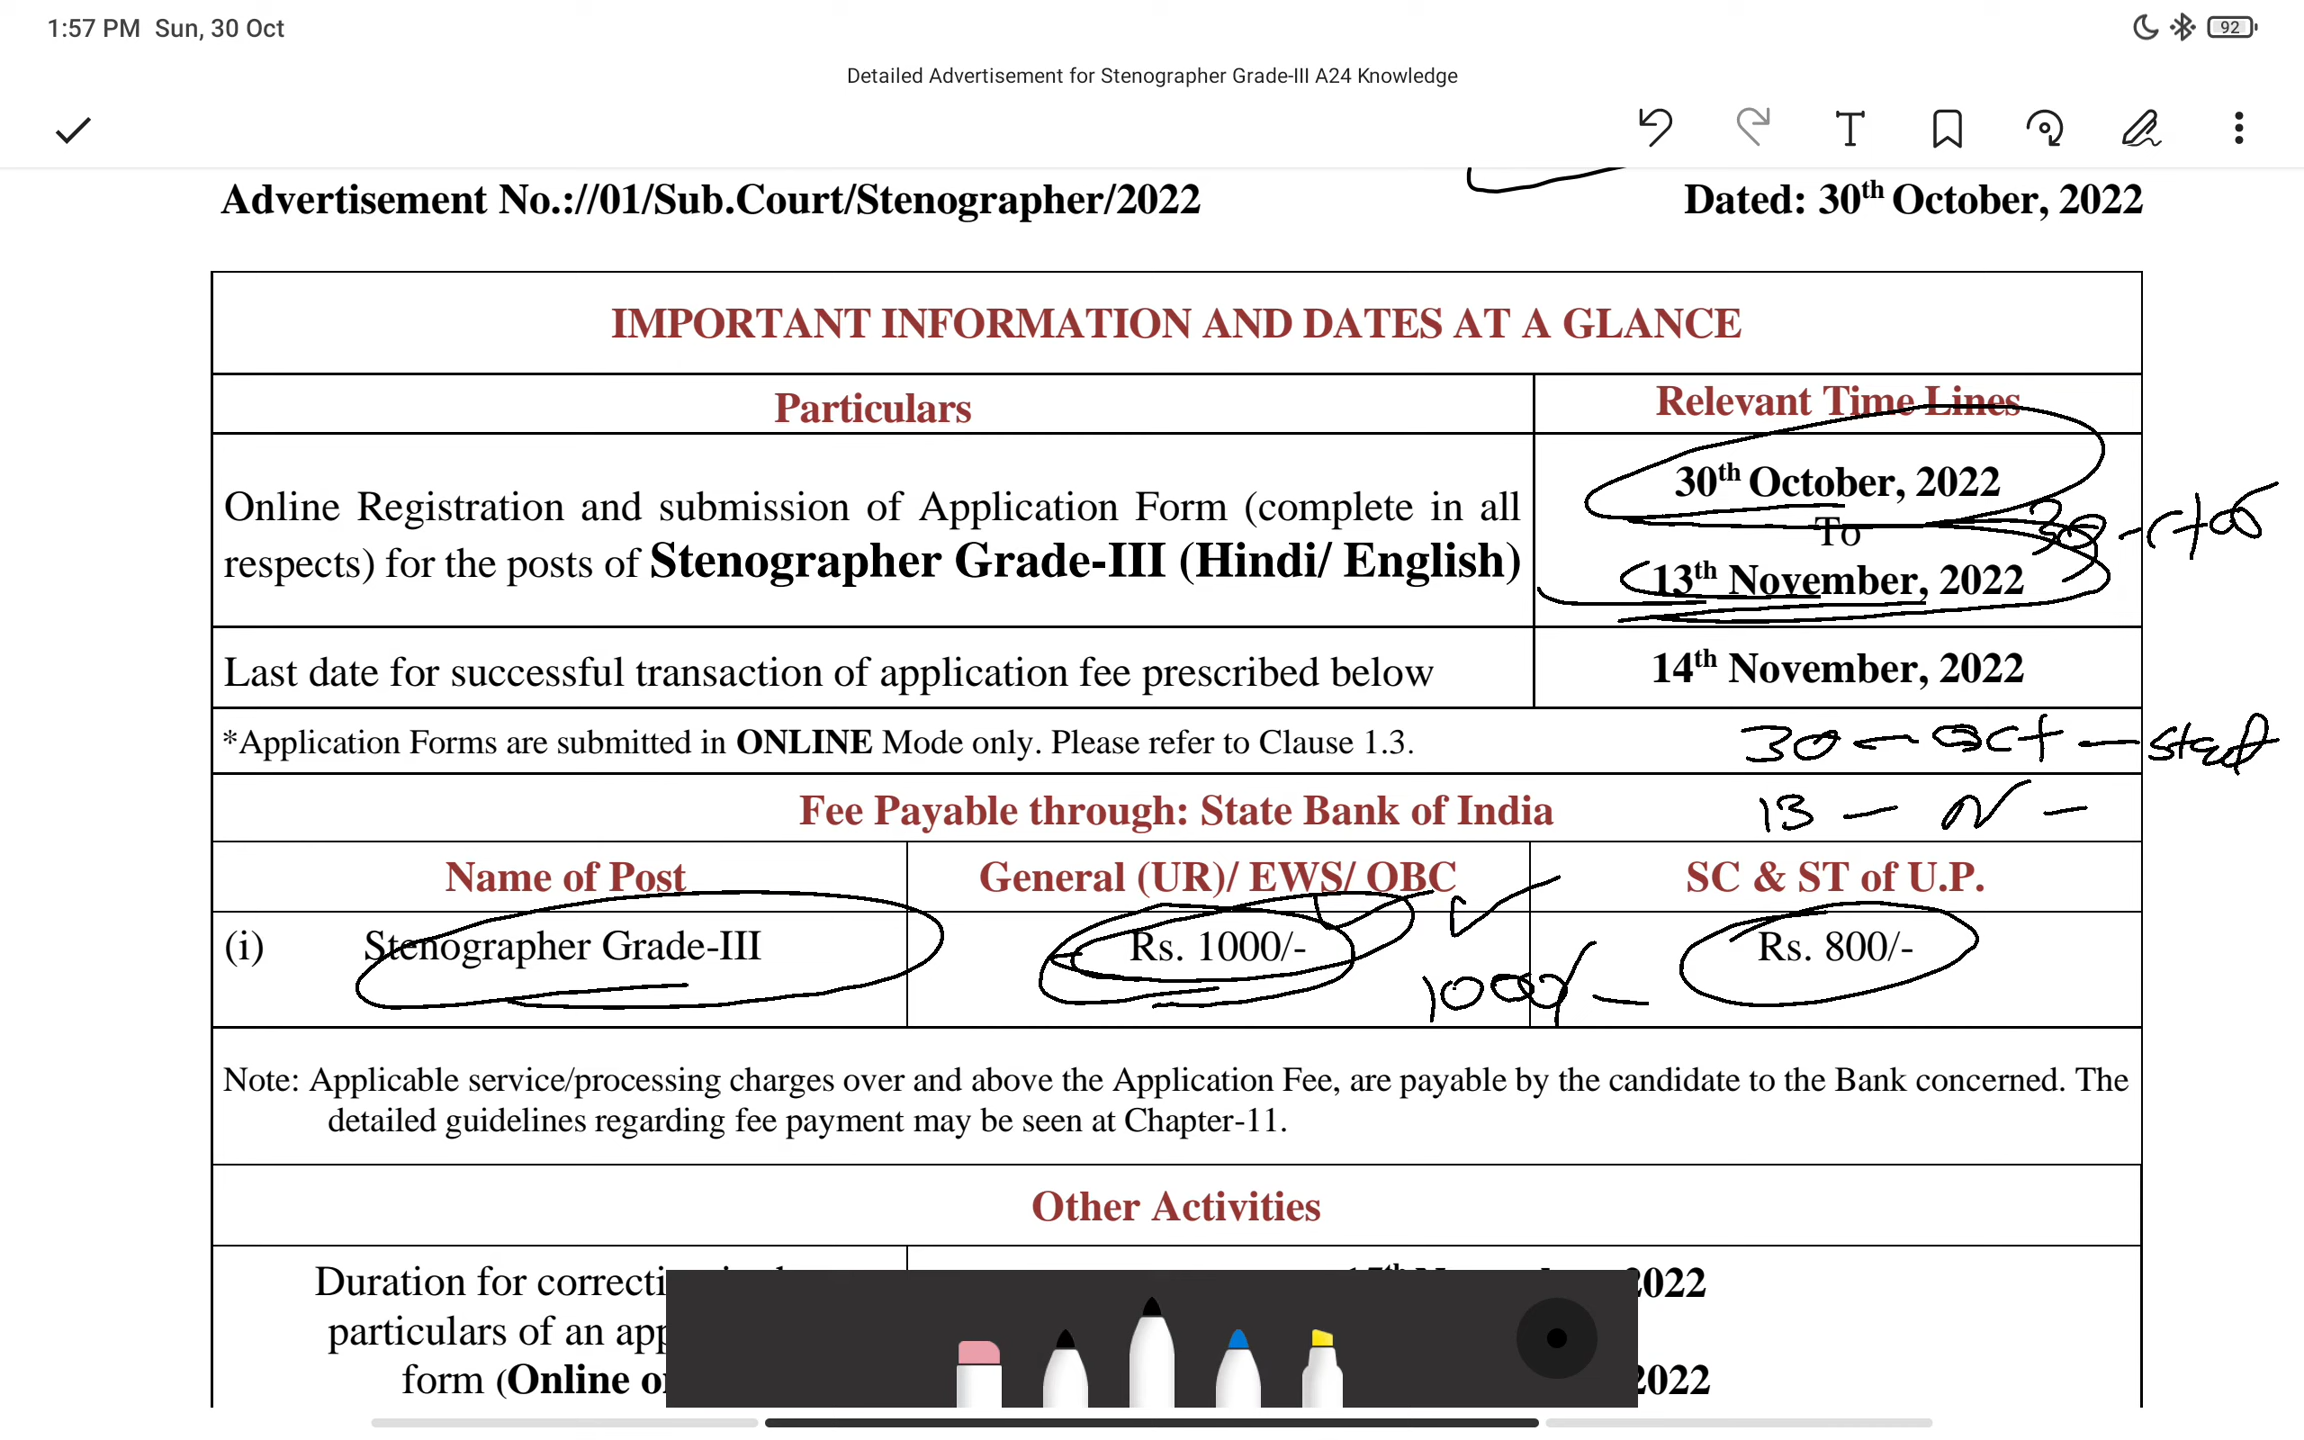 1:57 PM Sun, 30 Oct
92
Detailed Advertisement for Stenographer Grade-III A24 Knowledge
Advertisement No.://01/Sub.Court/Stenographer/2022 Dated: 30th October, 2022
IMPORTANT INFORMATION AND DATES AT A GLANCE
Particulars Relevant Time Lines
Online Registration and submission of Application Form (complete in all
respects) for the posts of Stenographer Grade-III (Hindi/ English)
30th October, 2022
To
13th November, 2022
Last date for successful transaction of application fee prescribed below 14th November, 2022
*Application Forms are submitted in ONLINE Mode only. Please refer to Clause 1.3.
30 - oct -
Fee Payable through: State Bank of India
13 - N -
Name of Post General (UR)/ EWS/ OBC SC & ST of U.P.
(i) Stenographer Grade-III Rs. 1000/- Rs. 800/-
1000/-
Note: Applicable service/processing charges over and above the Application Fee, are payable by the candidate to the Bank concerned. The
detailed guidelines regarding fee payment may be seen at Chapter-11.
Other Activities
Duration for 2022
particulars of an
form (Online 2022